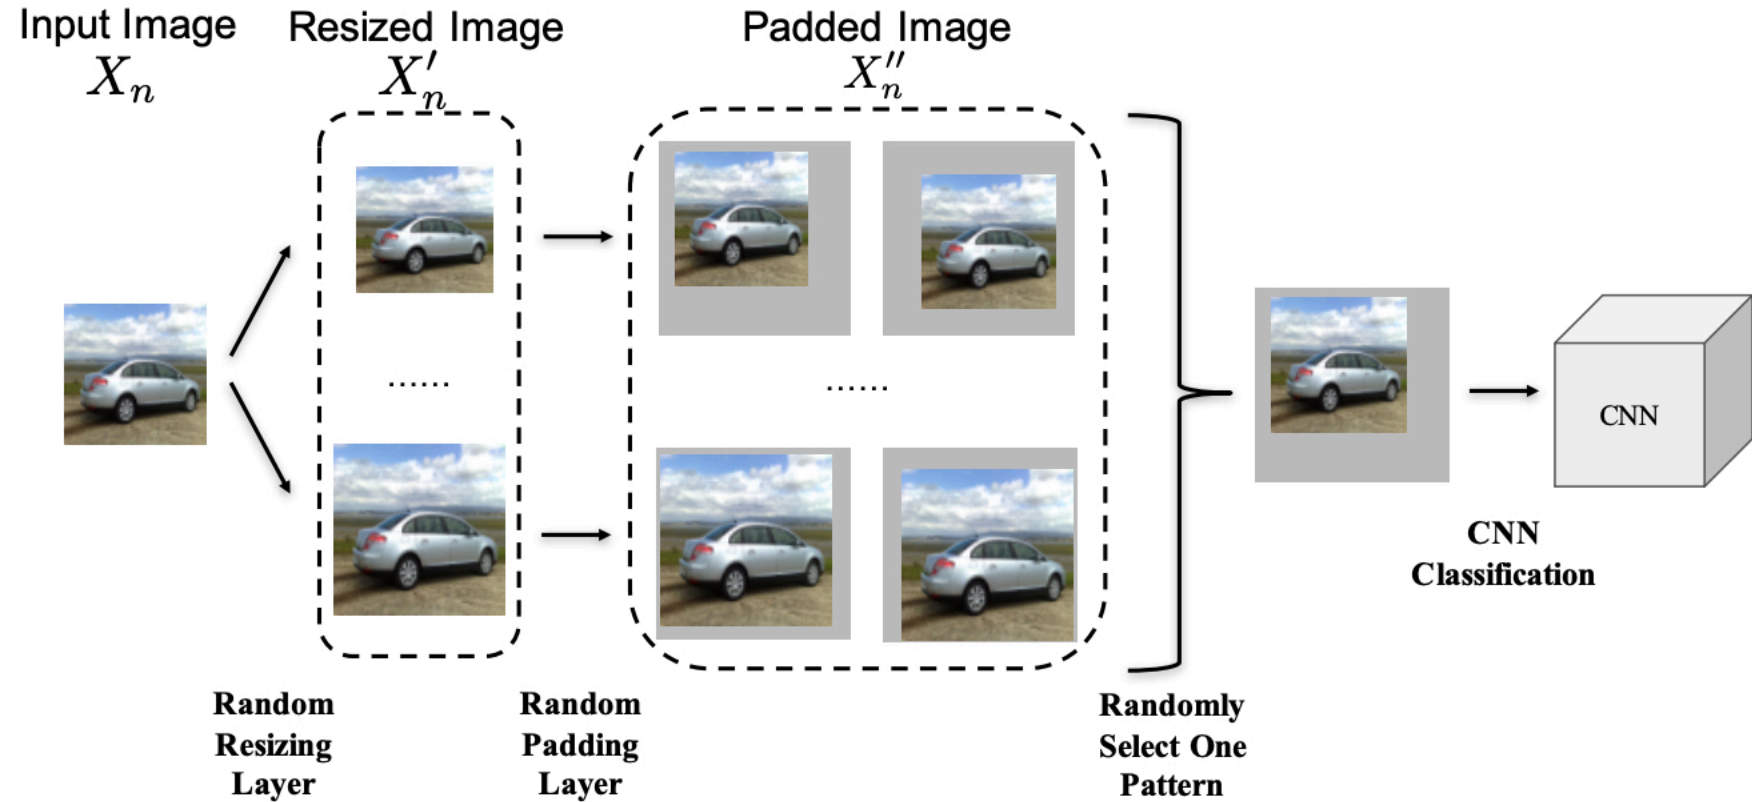 Input Image
Resized Image
Padded Image
Xₙ
X′ₙ
X″ₙ
......
......
CNN
CNN
Classification
Random
Resizing
Layer
Random
Padding
Layer
Randomly
Select One
Pattern